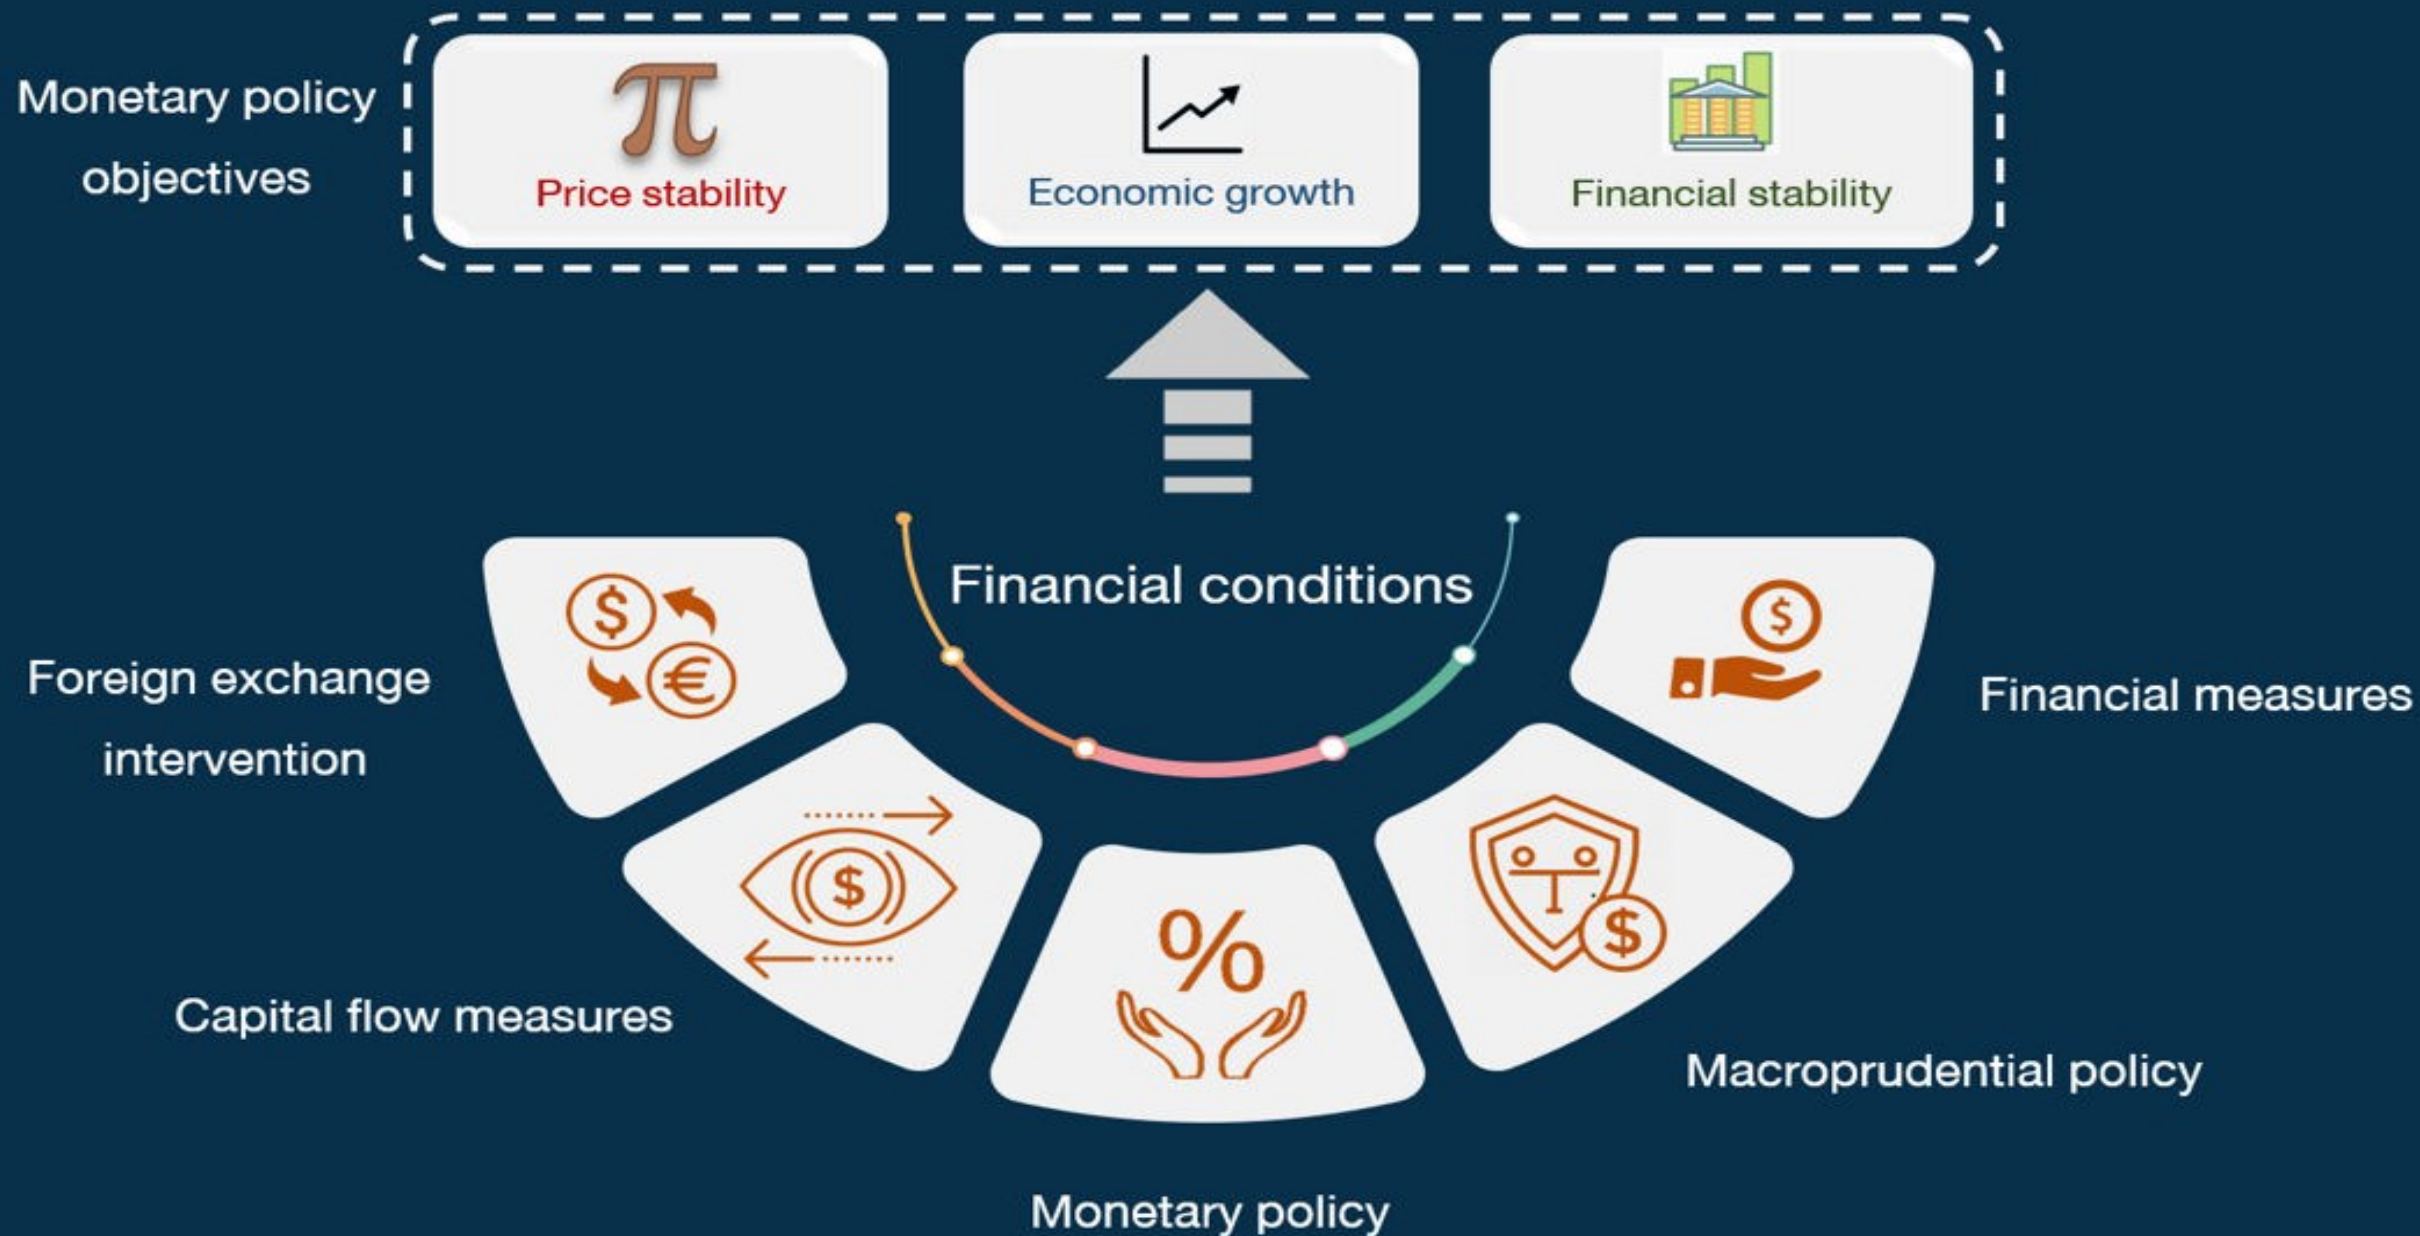 Monetary policy
objectives
π
Price stability
Economic growth
Financial stability
Financial conditions
$
€
Foreign exchange
intervention
$
Financial measures
$
Capital flow measures
%
$
Macroprudential policy
Monetary policy